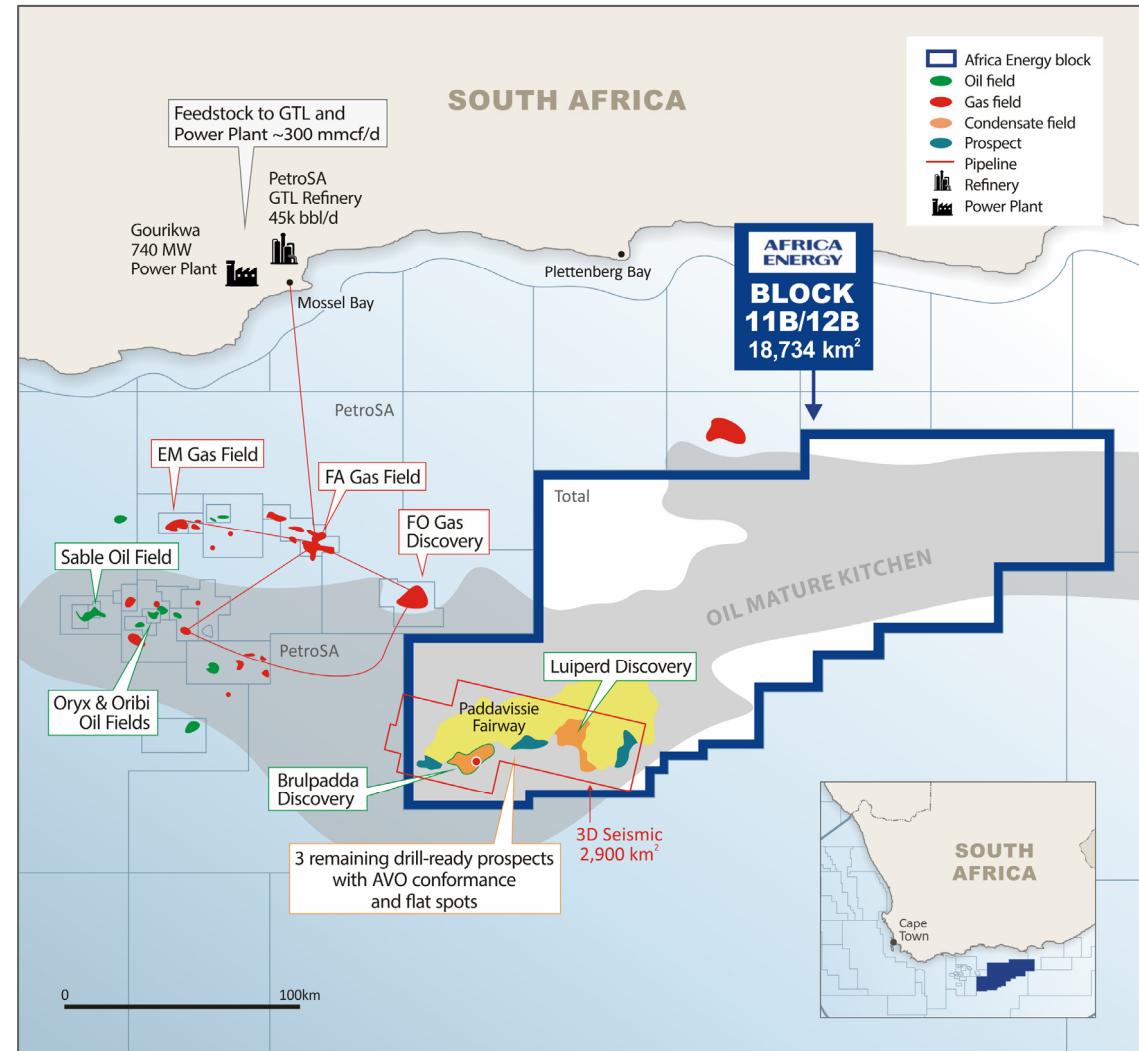 SOUTH AFRICA
Africa Energy block
Oil field
Gas field
Condensate field
Prospect
Pipeline
Refinery
Power Plant
Feedstock to GTL and
Power Plant ~300 mmcf/d
PetroSA
GTL Refinery
45k bbl/d
Gourikwa
740 MW
Power Plant
Mossel Bay
Plettenberg Bay
AFRICA
ENERGY
BLOCK
11B/12B
18,734 km²
PetroSA
EM Gas Field
FA Gas Field
FO Gas
Discovery
Total
Sable Oil Field
OIL MATURE KITCHEN
PetroSA
Oryx & Oribi
Oil Fields
Luiperd Discovery
Paddavissie
Fairway
Brulpadda
Discovery
3D Seismic
2,900 km²
3 remaining drill-ready prospects
with AVO conformance
and flat spots
SOUTH
AFRICA
Cape
Town
0
100km